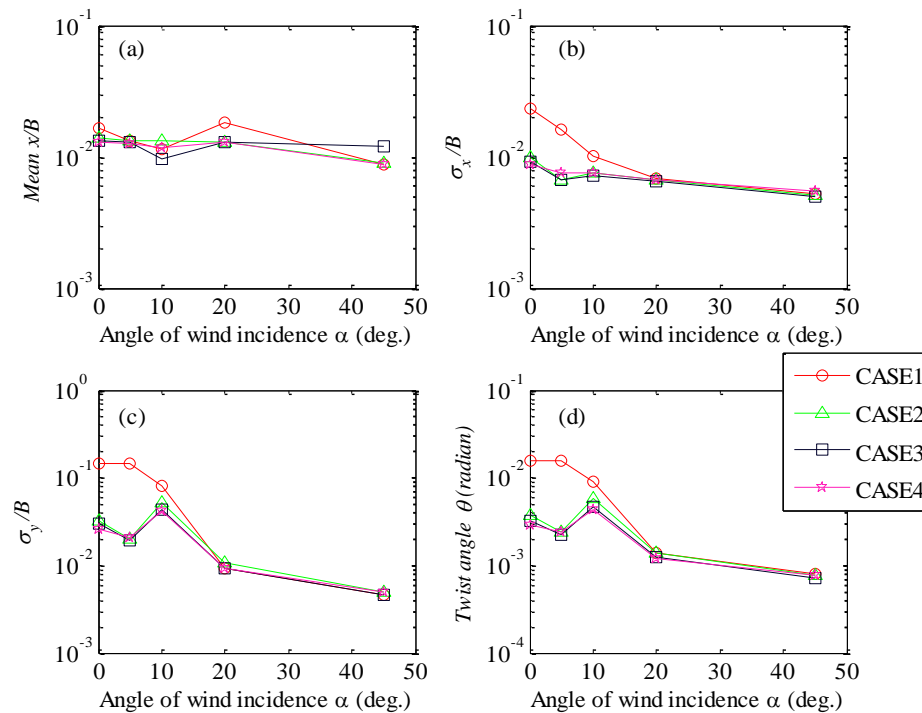 (a)
Mean x/B
10^-1
10^-2
10^-3
0 10 20 30 40 50
Angle of wind incidence α (deg.)
(b)
σ_x/B
10^-1
10^-2
10^-3
0 10 20 30 40 50
Angle of wind incidence α (deg.)
(c)
σ_y/B
10^0
10^-1
10^-2
10^-3
0 10 20 30 40 50
Angle of wind incidence α (deg.)
(d)
Twist angle θ (radian)
10^-1
10^-2
10^-3
10^-4
0 10 20 30 40 50
Angle of wind incidence α (deg.)
CASE1
CASE2
CASE3
CASE4